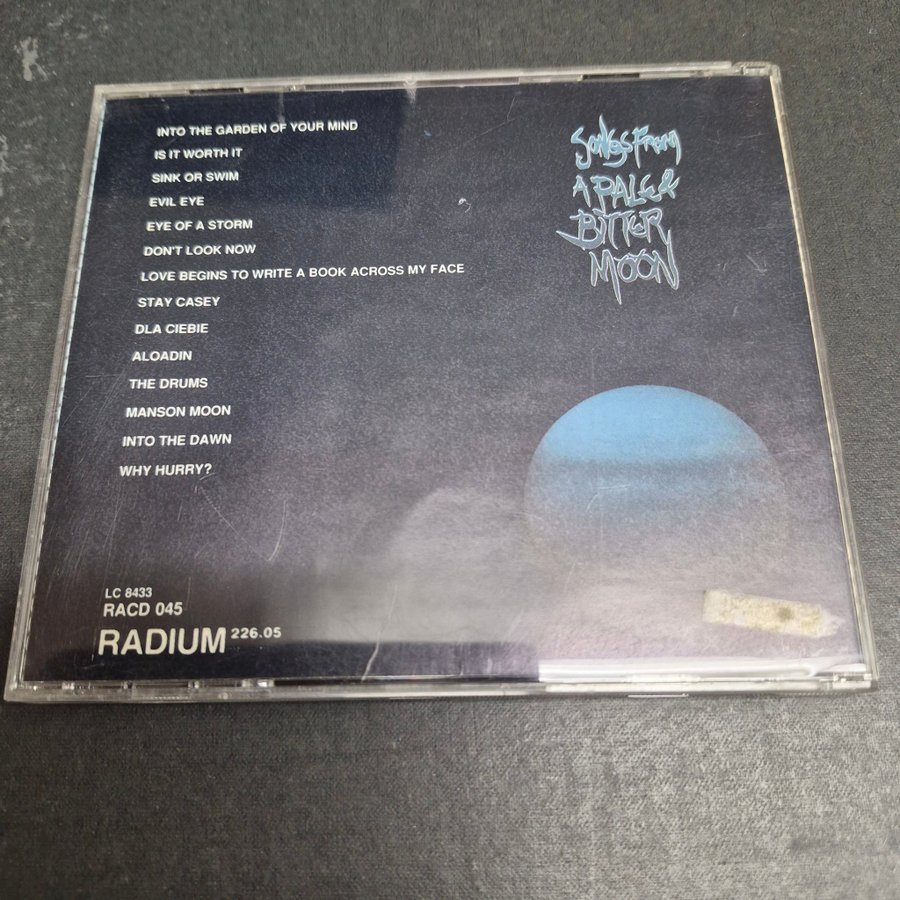 INTO THE GARDEN OF YOUR MIND
IS IT WORTH IT
SINK OR SWIM
EVIL EYE
EYE OF A STORM
DON'T LOOK NOW
LOVE BEGINS TO WRITE A BOOK ACROSS MY FACE
STAY CASEY
DLA CIEBIE
ALOADIN
THE DRUMS
MANSON MOON
INTO THE DAWN
WHY HURRY?
SONGS FROM
A PALE &
BITTER
MOON
LC 8433
RACD 045
RADIUM 226.05